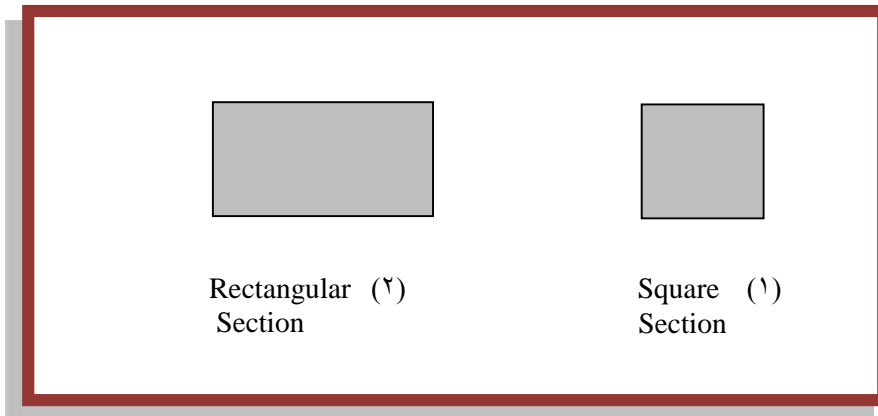 Rectangular (٢)
Section
Square (١)
Section